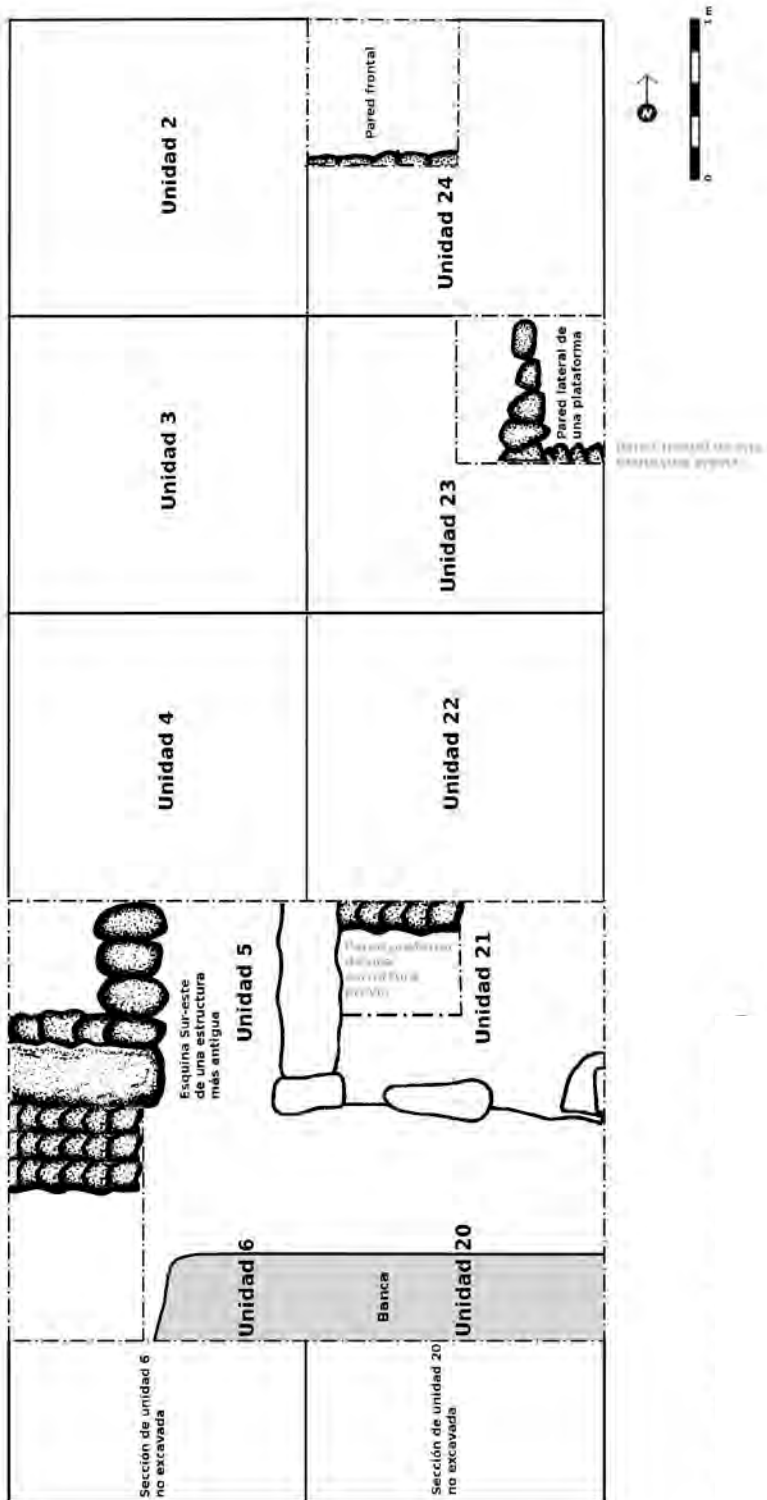 Unidad 2
Pared frontal
Unidad 24
Unidad 3
Pared lateral de
una plataforma
Unidad 23
Unidad 4
Unidad 22
Unidad 5
Esquina Sur-este
de una estructura
más antigua
Unidad 21
Unidad 6
Banca
Unidad 20
Sección de unidad 6
no excavada
Sección de unidad 20
no excavada
N
0
1 m